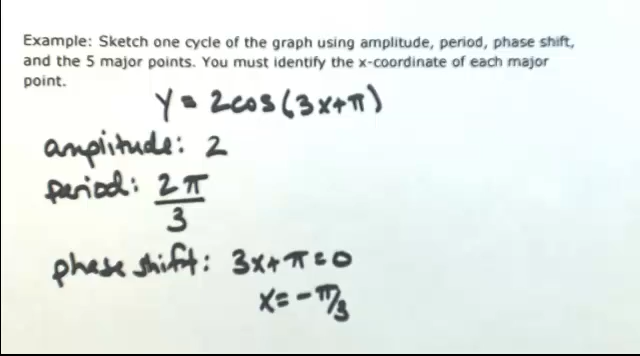 Example: Sketch one cycle of the graph using amplitude, period, phase shift,
and the 5 major points. You must identify the x-coordinate of each major
point.
y = 2cos(3x+π)
amplitude: 2
period: 2π/3
phase shift: 3x+π=0
x=-π/3